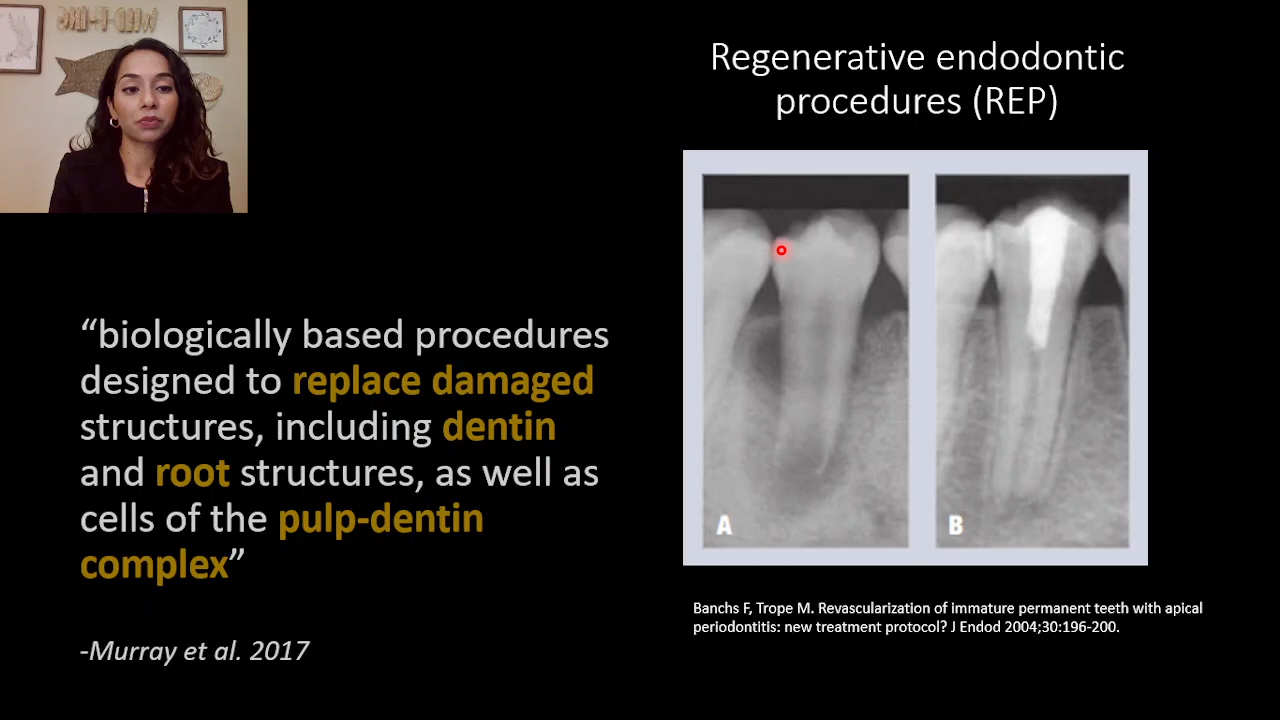 Regenerative endodontic
procedures (REP)
“biologically based procedures
designed to replace damaged
structures, including dentin
and root structures, as well as
cells of the pulp-dentin
complex”
-Murray et al. 2017
A
B
Banchs F, Trope M. Revascularization of immature permanent teeth with apical
periodontitis: new treatment protocol? J Endod 2004;30:196-200.